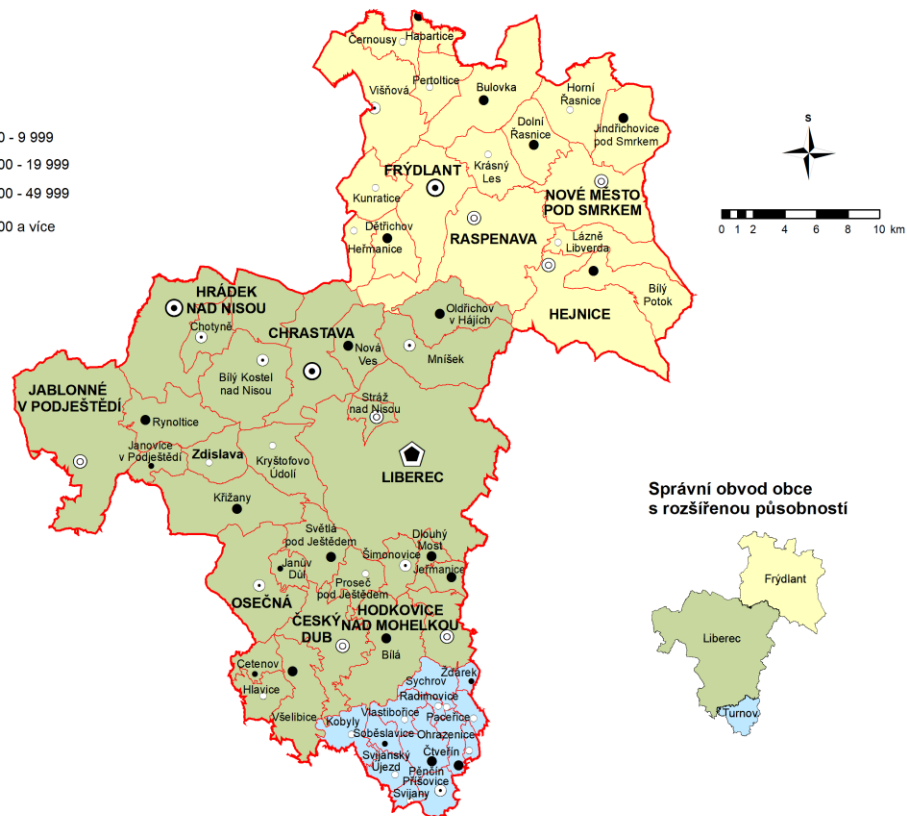 Habartice
Černousy
Pertoltice
Višňová
Bulovka
Horní
Řasnice
Dolní
Řasnice
Jindřichovice
pod Smrkem
S
0 - 9 999
00 - 19 999
00 - 49 999
00 a více
Krásný
Les
FRÝDLANT
Kunratice
NOVÉ MĚSTO
POD SMRKEM
0 1 2 4 6 8 10 km
Dětřichov
Heřmanice
RASPENAVA
Lázně
Libverda
Bílý
Potok
HEJNICE
HRÁDEK
NAD NISOU
Chotyně
Oldřichov
v Hájích
CHRASTAVA
Nová
Ves
Mníšek
Bílý Kostel
nad Nisou
JABLONNÉ
V PODJEŠTĚDÍ
Stráž
nad Nisou
Rynoltice
Janovice
v Podještědí
Zdislava
Kryštofovo
Údolí
LIBEREC
Křižany
Správní obvod obce
s rozšířenou působností
Frýdlant
Liberec
Turnov
Světlá
pod Ještědem
Dlouhý
Most
Šimonovice
Jeřmanice
Janův
Důl
Proseč
pod Ještědem
OSEČNÁ
HODKOVICE
NAD MOHELKOU
ČESKÝ
DUB
Bílá
Cetenov
Hlavice
Všelibice
Žďárek
Sychrov
Radimovice
Vlastibořice
Paceřice
Kobyly
Soběslavice
Ohrazenice
Svijanský
Újezd
Čtveřín
Pěnčín
Příšovice
Svijany